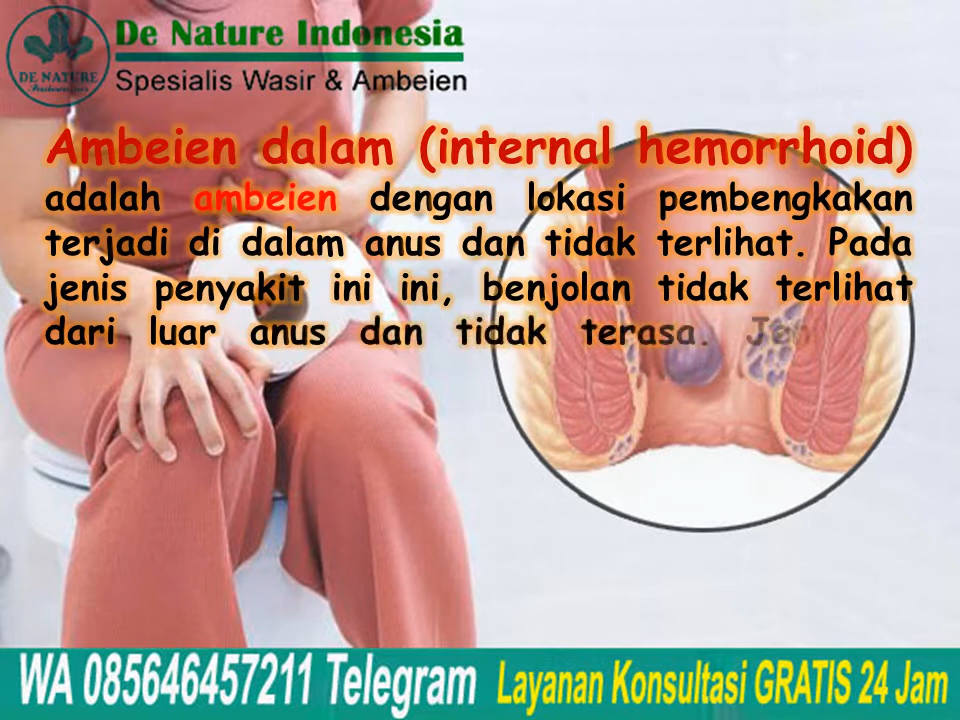 De Nature Indonesia
DE NATURE
Spesialis Wasir & Ambeien
Ambeien dalam (internal hemorrhoid)
adalah ambeien dengan lokasi pembengkakan
terjadi di dalam anus dan tidak terlihat. Pada
jenis penyakit ini ini, benjolan tidak terlihat
dari luar anus dan tidak terasa.
WA 085646457211 Telegram Layanan Konsultasi GRATIS 24 Jam